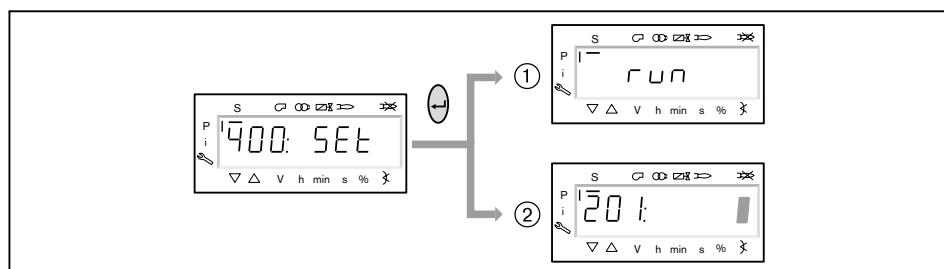 S
P
i
400: SEt
V h min s %
①
S
P
i
run
V h min s %
②
S
P
i
201:
V h min s %